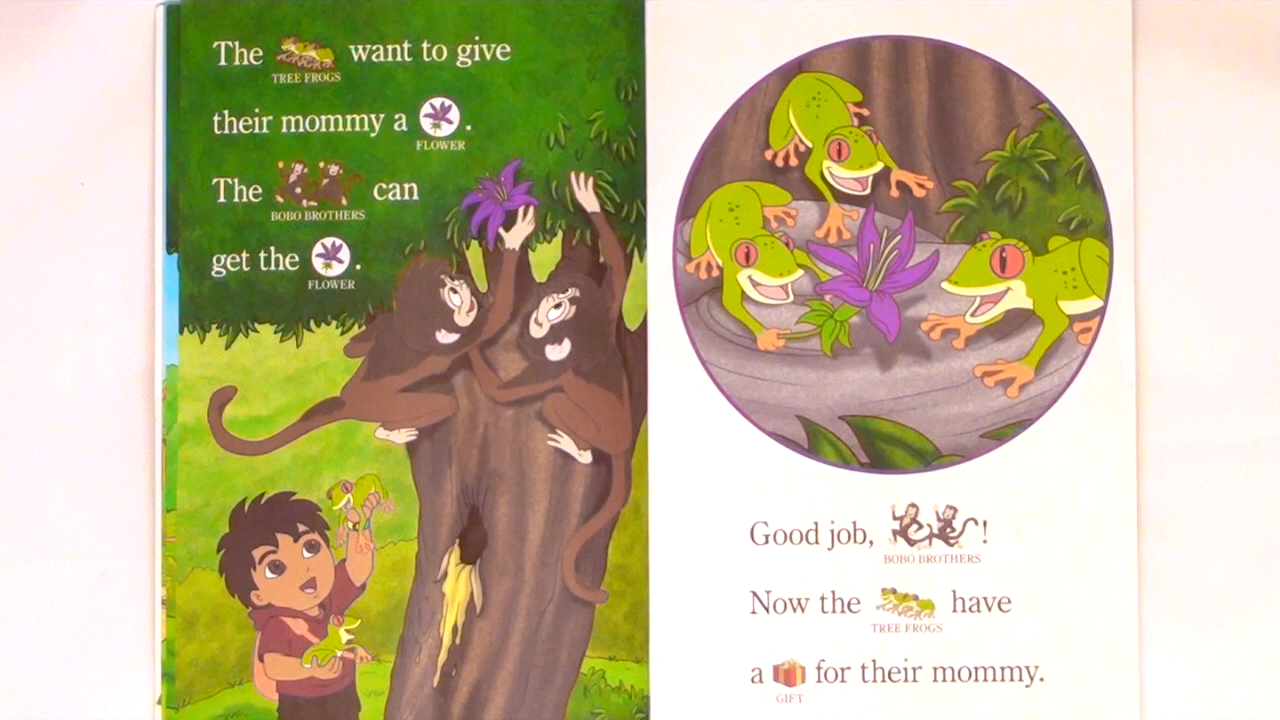 The TREE FROGS want to give
their mommy a FLOWER.
The BOBO BROTHERS can
get the FLOWER.
Good job, BOBO BROTHERS!
Now the TREE FROGS have
a GIFT for their mommy.